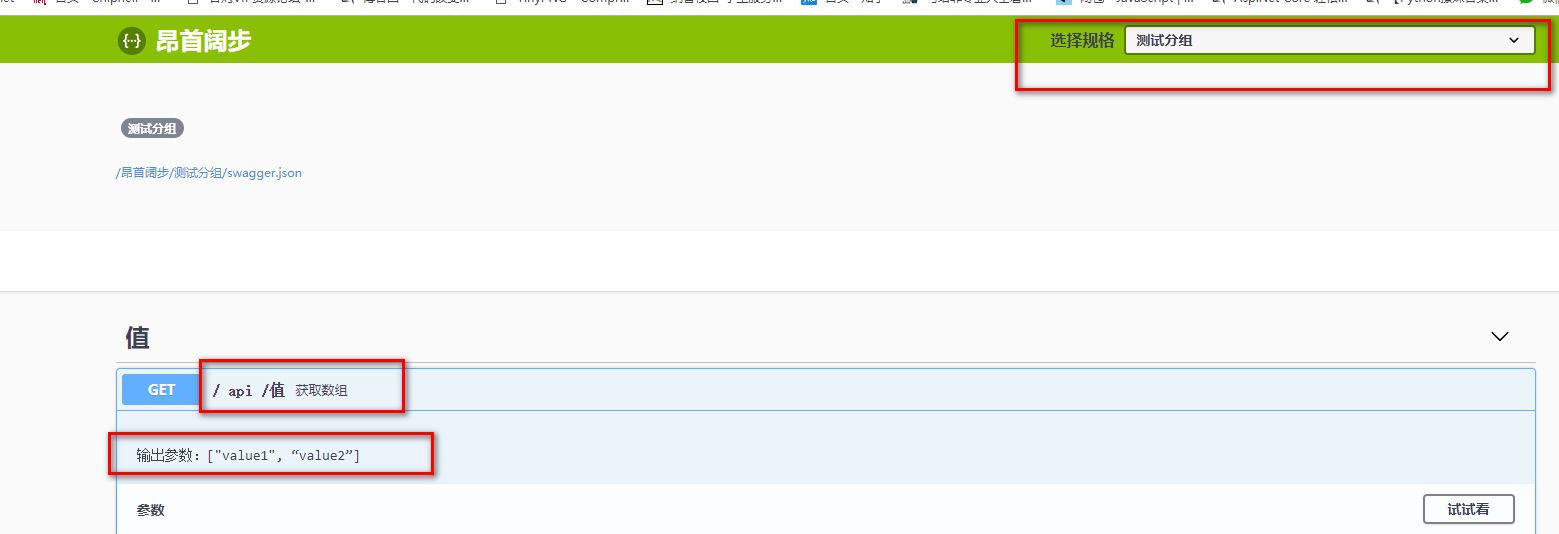 昂首阔步
选择规格 测试分组
测试分组
/昂首阔步/测试分组/swagger.json
值
GET / api /值 获取数组
输出参数：["value1", “value2”]
参数 试试看